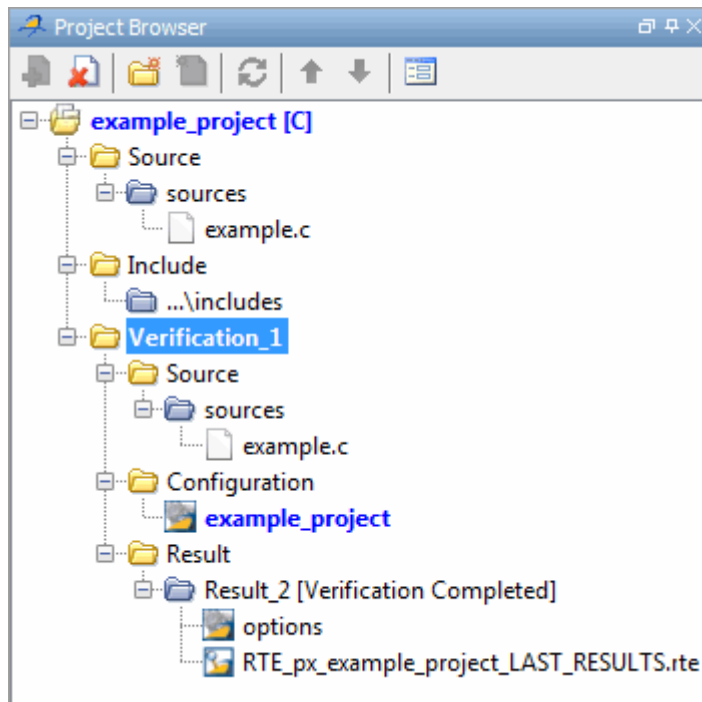 Project Browser
example_project [C]
Source
sources
example.c
Include
...\includes
Verification_1
Source
sources
example.c
Configuration
example_project
Result
Result_2 [Verification Completed]
options
RTE_px_example_project_LAST_RESULTS.rte